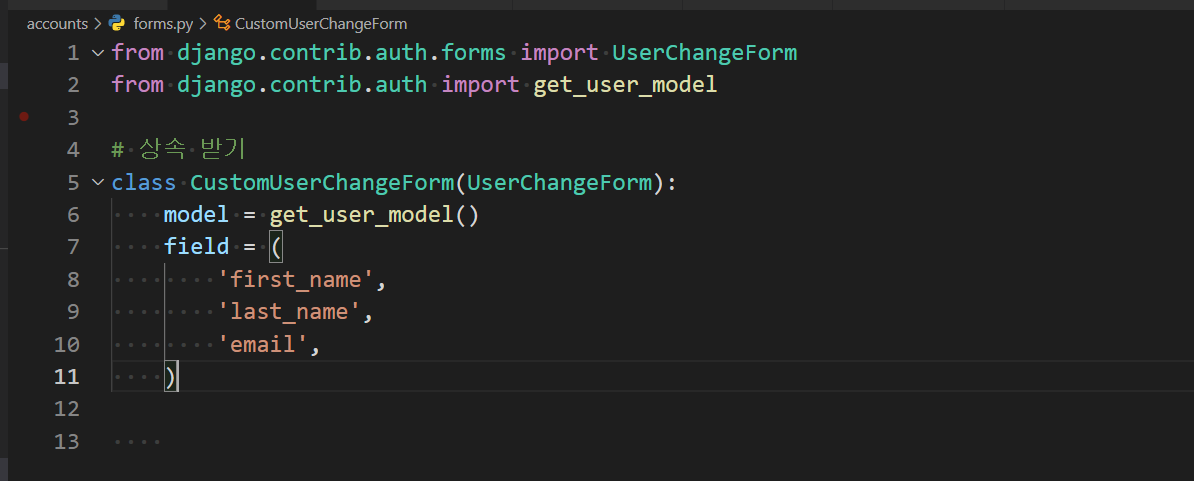 accounts > forms.py > CustomUserChangeForm
1 from django.contrib.auth.forms import UserChangeForm
2 from django.contrib.auth import get_user_model
3
4 # 상속 받기
5 class CustomUserChangeForm(UserChangeForm):
6 model = get_user_model()
7 field = (
8 'first_name',
9 'last_name',
10 'email',
11 )
12
13